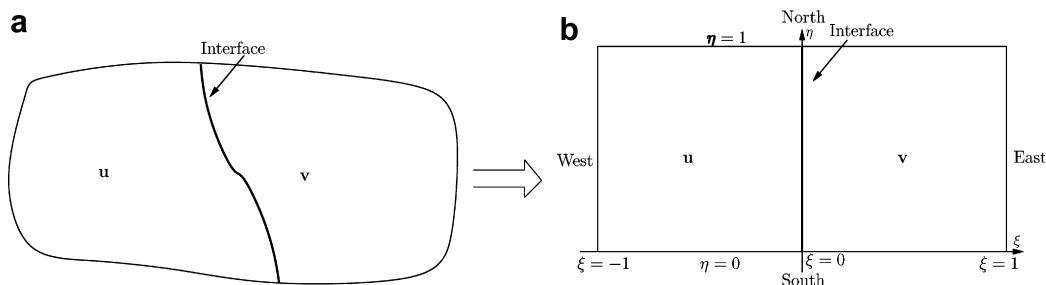 a
Interface
u
v
b
North
η
η = 1
Interface
West
u
v
East
ξ
ξ = −1
η = 0
ξ = 0
ξ = 1
South